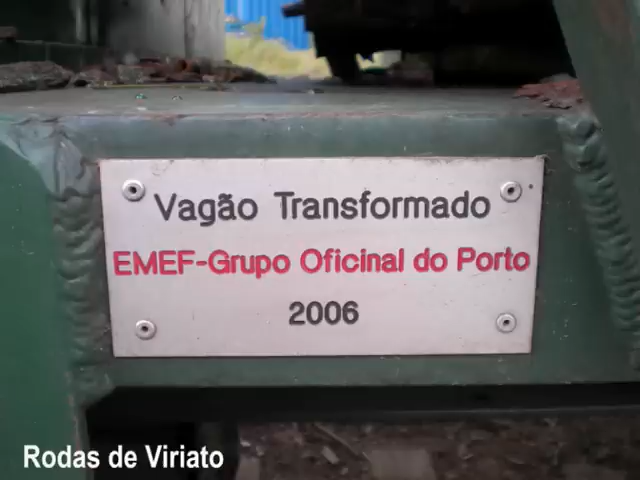 Vagão Transformado
EMEF-Grupo Oficinal do Porto
2006
Rodas de Viriato